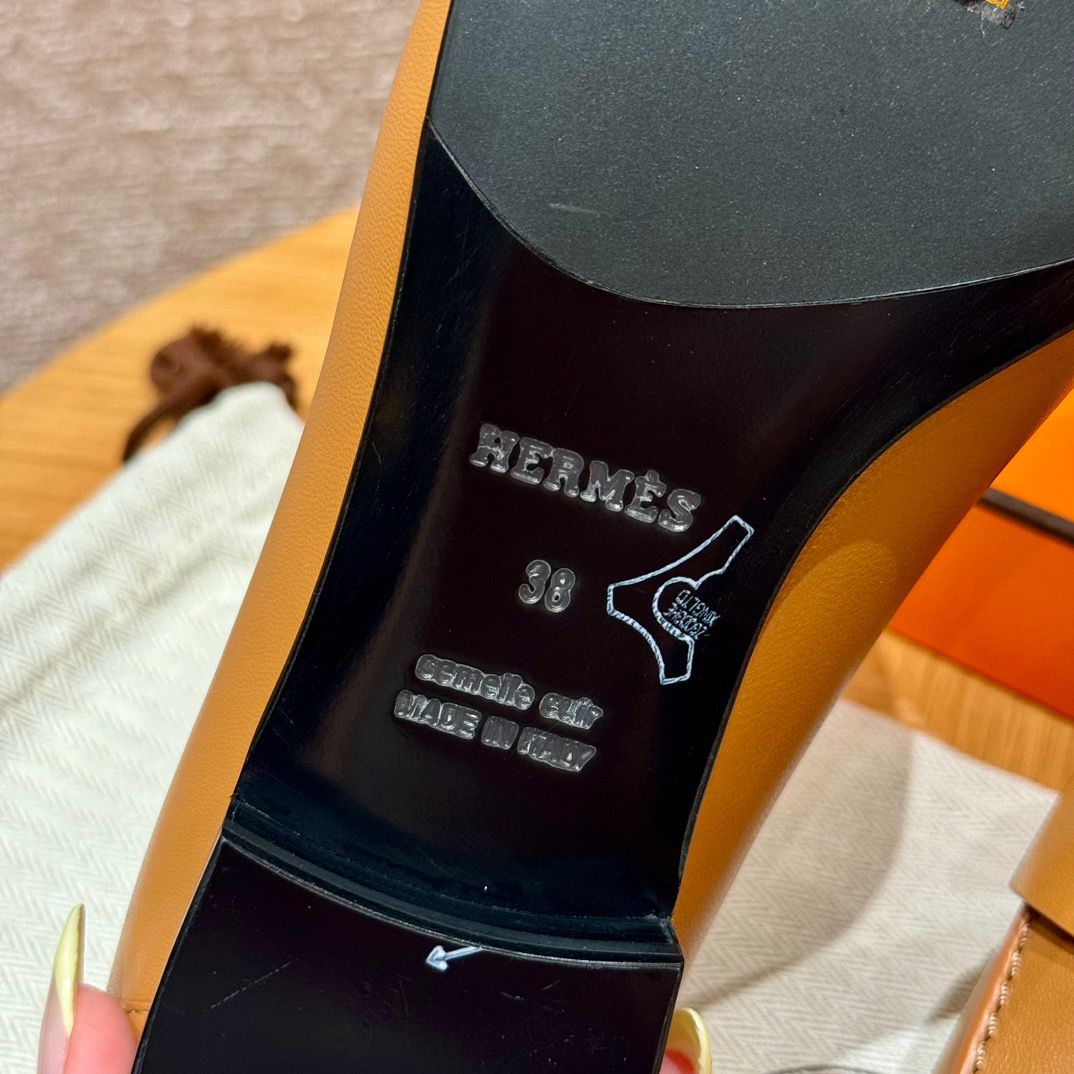 HERMÈS
38
semelle cuir
MADE IN ITALY